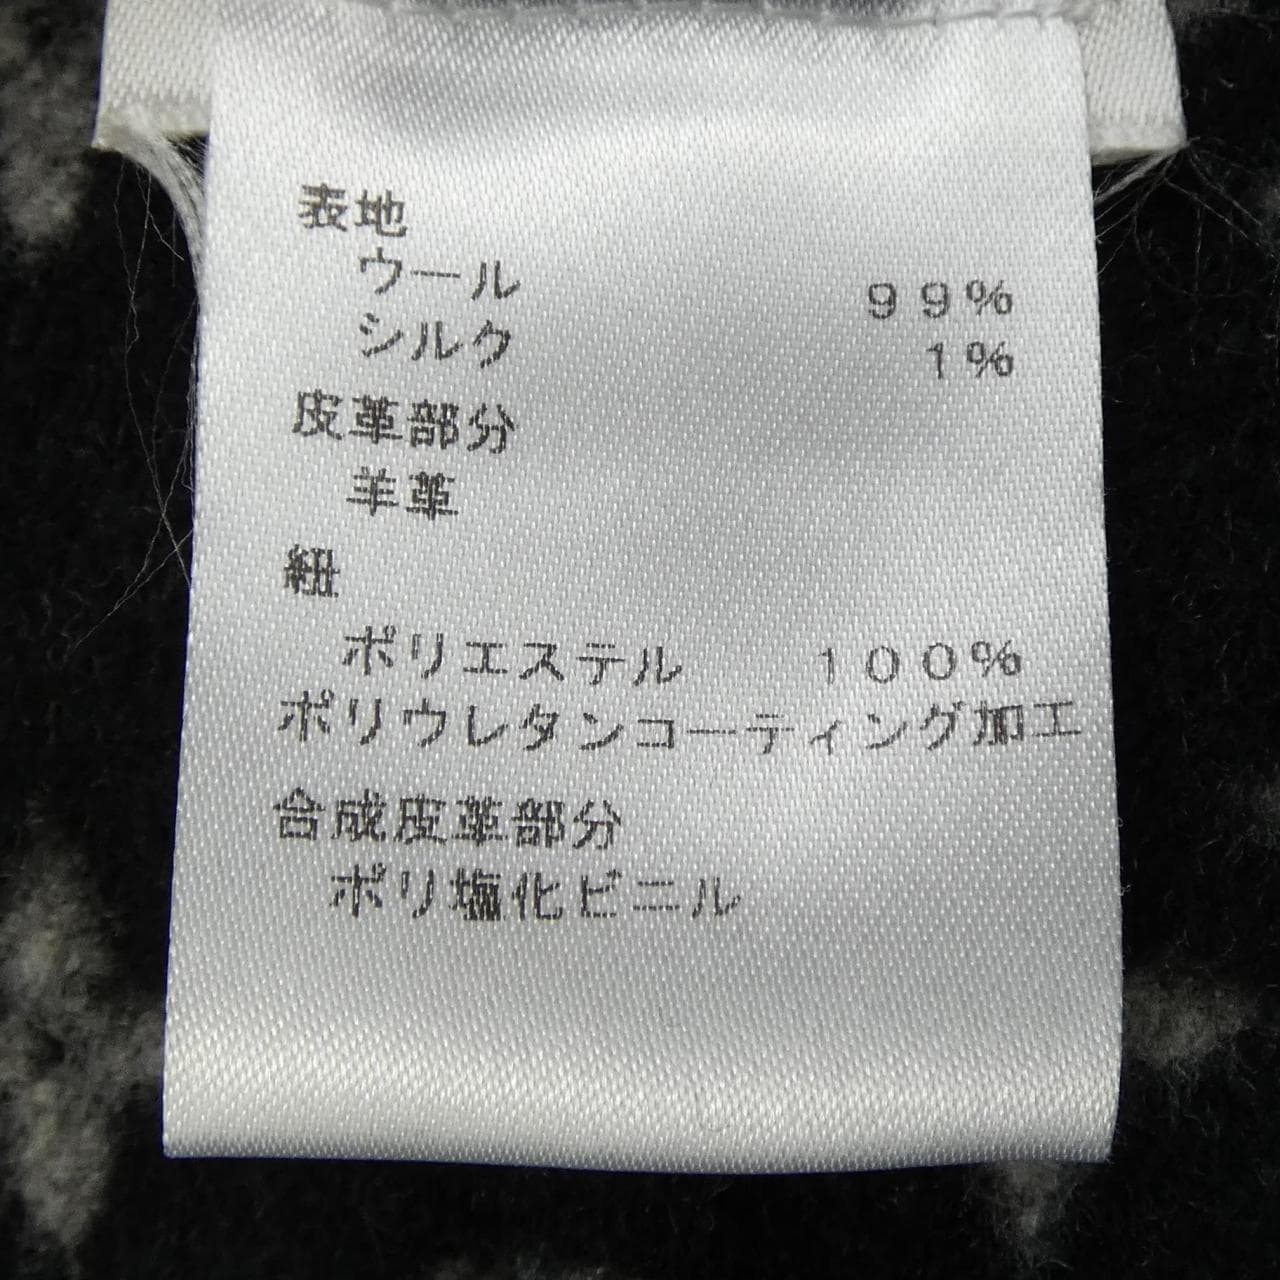 表地
ウール
99%
シルク
1%
皮革部分
羊革
紐
ポリエステル 100%
ポリウレタンコーティング加工
合成皮革部分
ポリ塩化ビニル